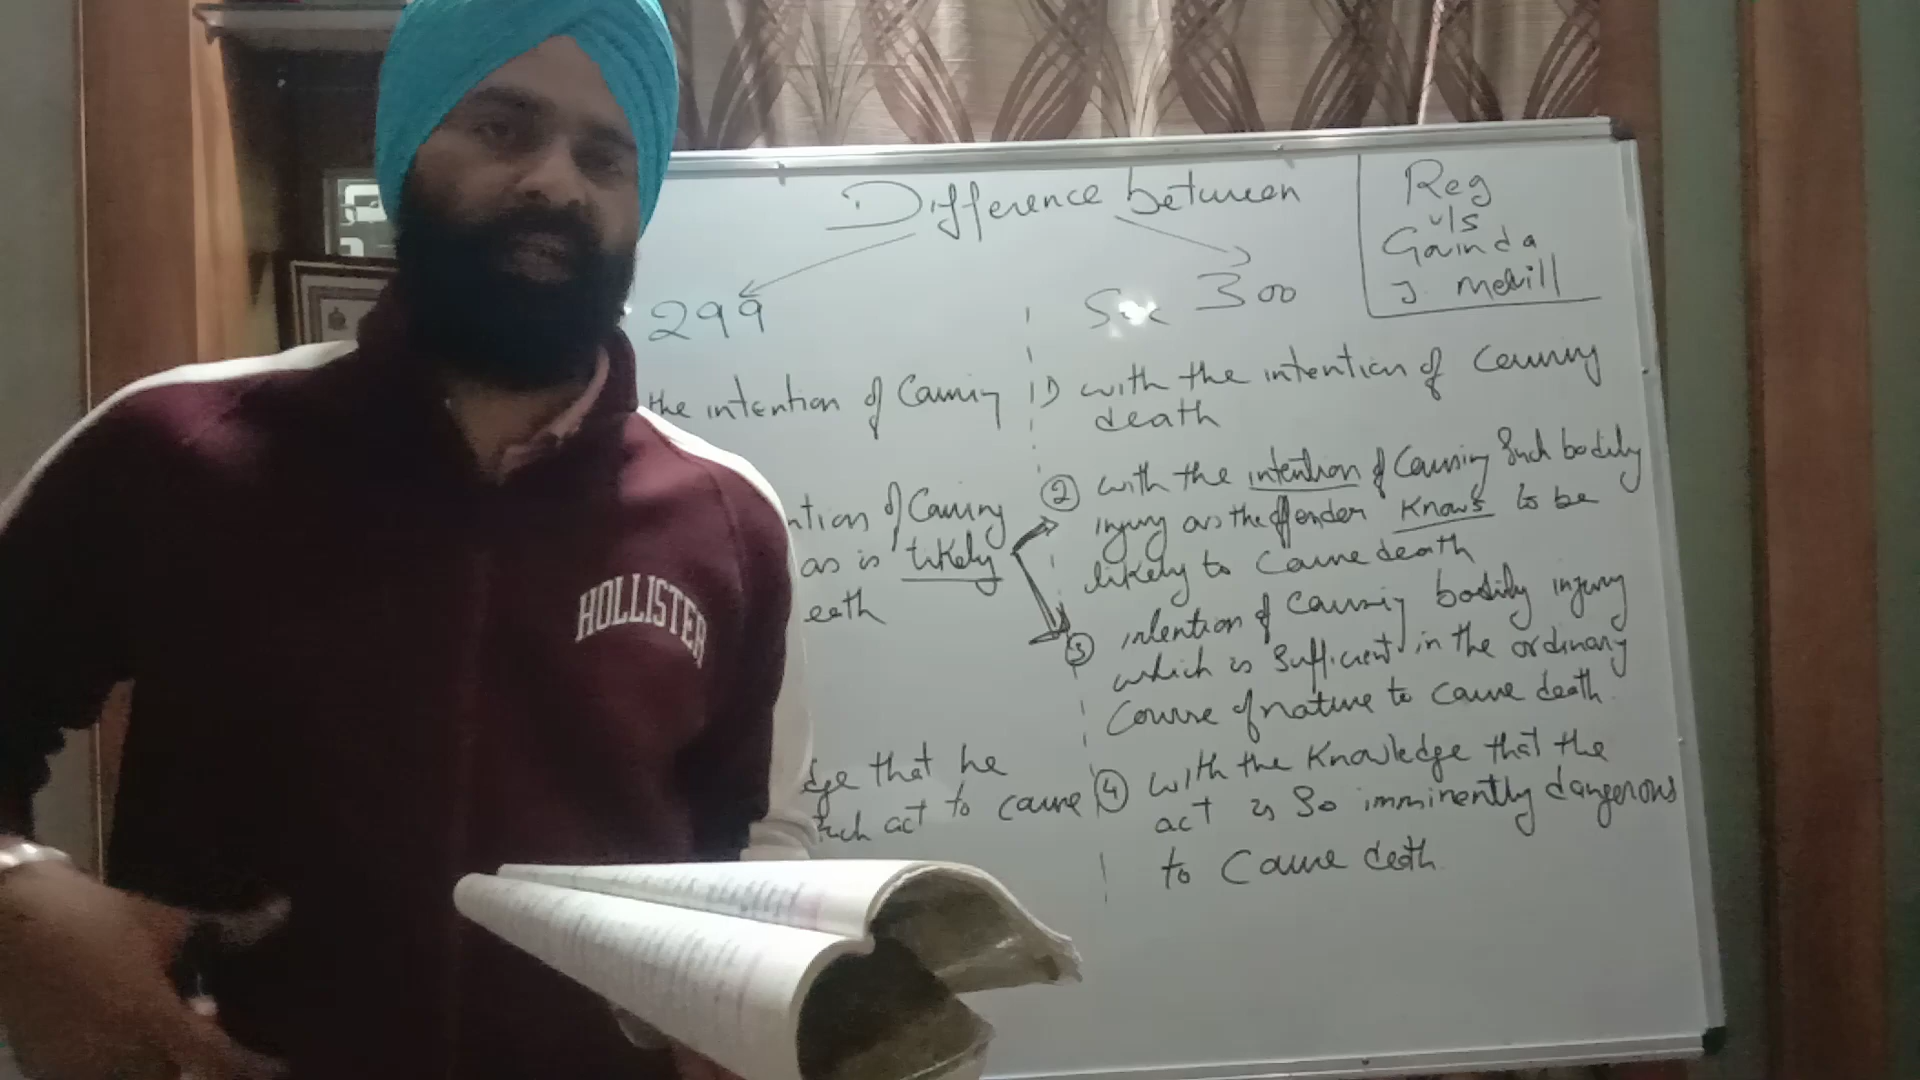 Difference between
Reg
v/s
Gainda
J Melvill
299
Sec 300
the intention of Causing
1) with the intention of Causing
death
ntion of Causing
as is likely
eath
② with the intention of Causing Such bodily
injury as the offender Knows to be
likely to Cause death
③ intention of Causing bodily injury
which is Sufficient in the ordinary
Course of nature to Cause death.
dge that he
such act to cause
④ with the Knowledge that the
act is So imminently dangerous
to Cause death.
HOLLISTER